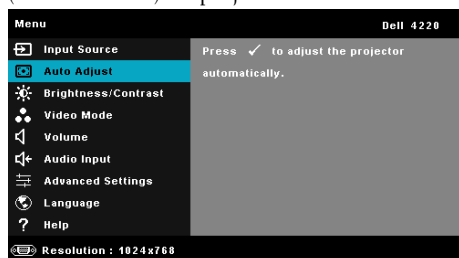 Menu Dell 4220
Input Source
Auto Adjust
Brightness/Contrast
Video Mode
Volume
Audio Input
Advanced Settings
Language
? Help
Resolution : 1024x768
Press ✓ to adjust the projector
automatically.